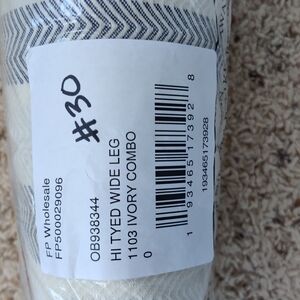 #30
FP Wholesale
FP500029096
OB938344
HI TYED WIDE LEG
1103 IVORY COMBO
0
1 93465 17392 8
193465173928